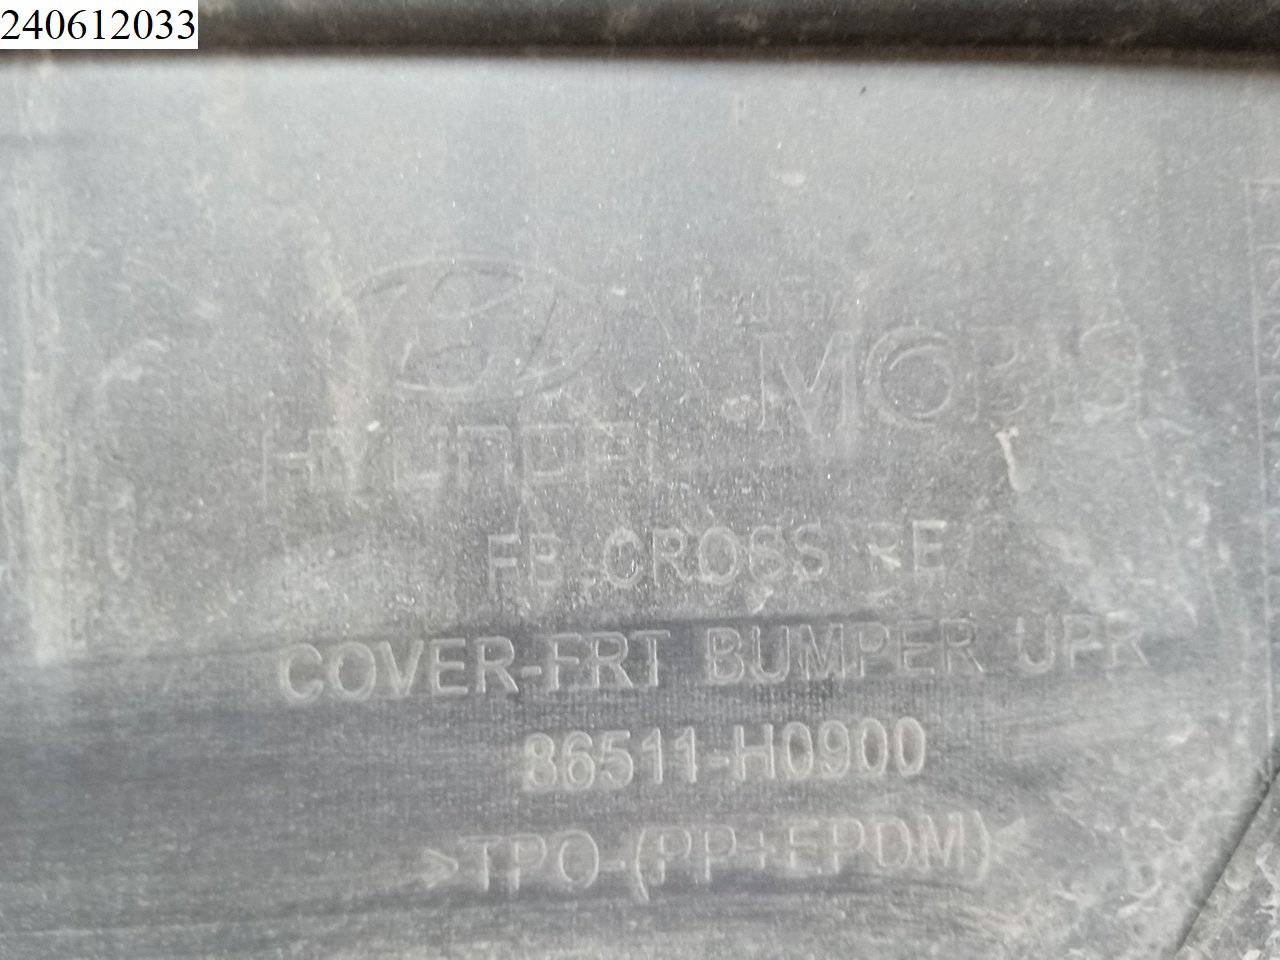 240612033
MOBIS
HYUNDAI
FB CROSS RE
COVER-FRT BUMPER UPR
86511-H0900
>TPO-(PP+EPDM)<